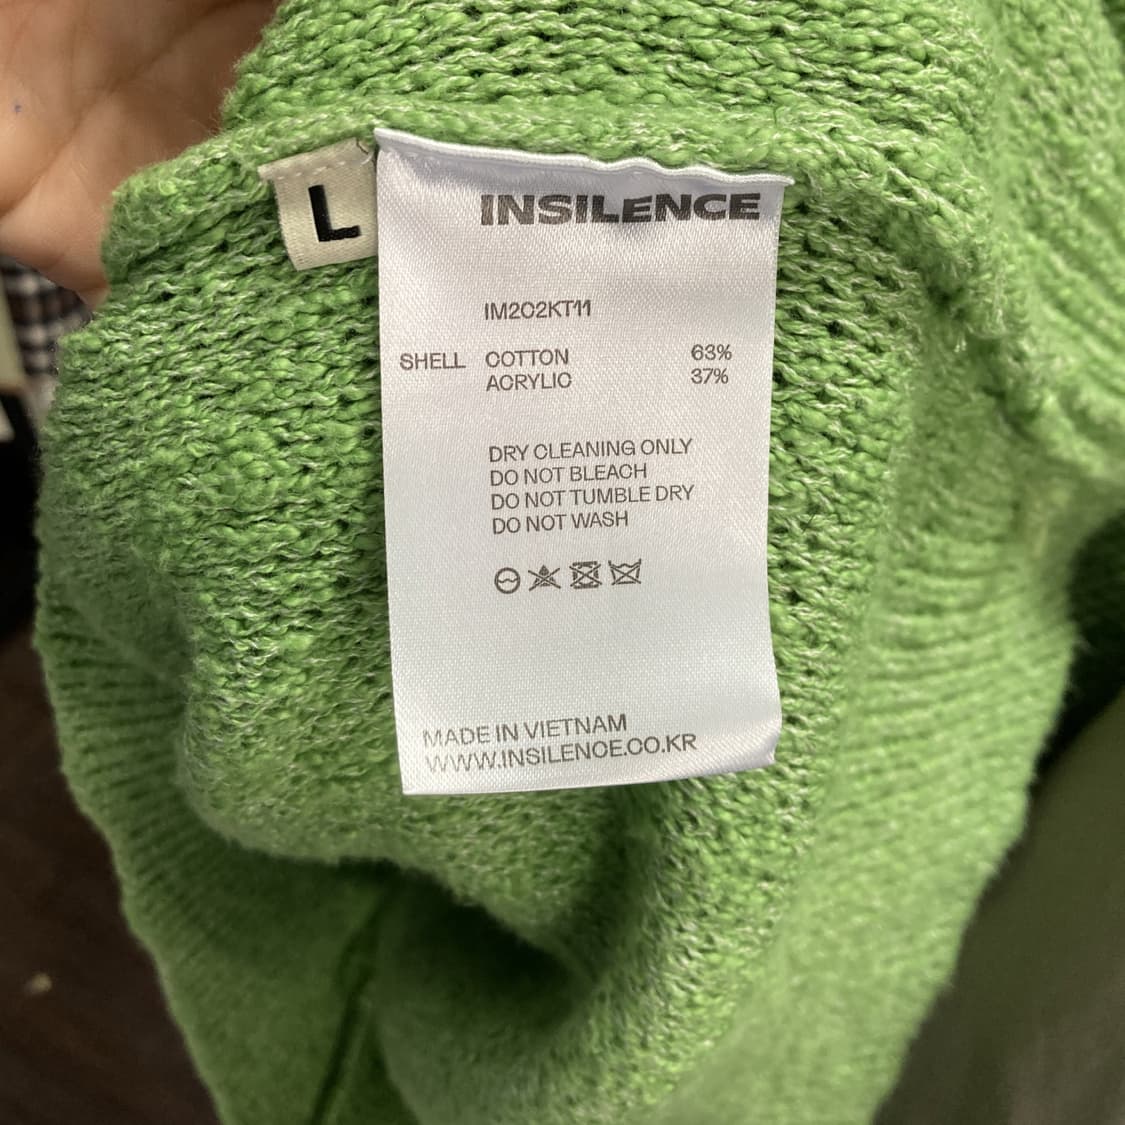 L
INSILENCE
IM2C2KT11
SHELL COTTON 63%
ACRYLIC 37%
DRY CLEANING ONLY
DO NOT BLEACH
DO NOT TUMBLE DRY
DO NOT WASH
MADE IN VIETNAM
WWW.INSILENCE.CO.KR